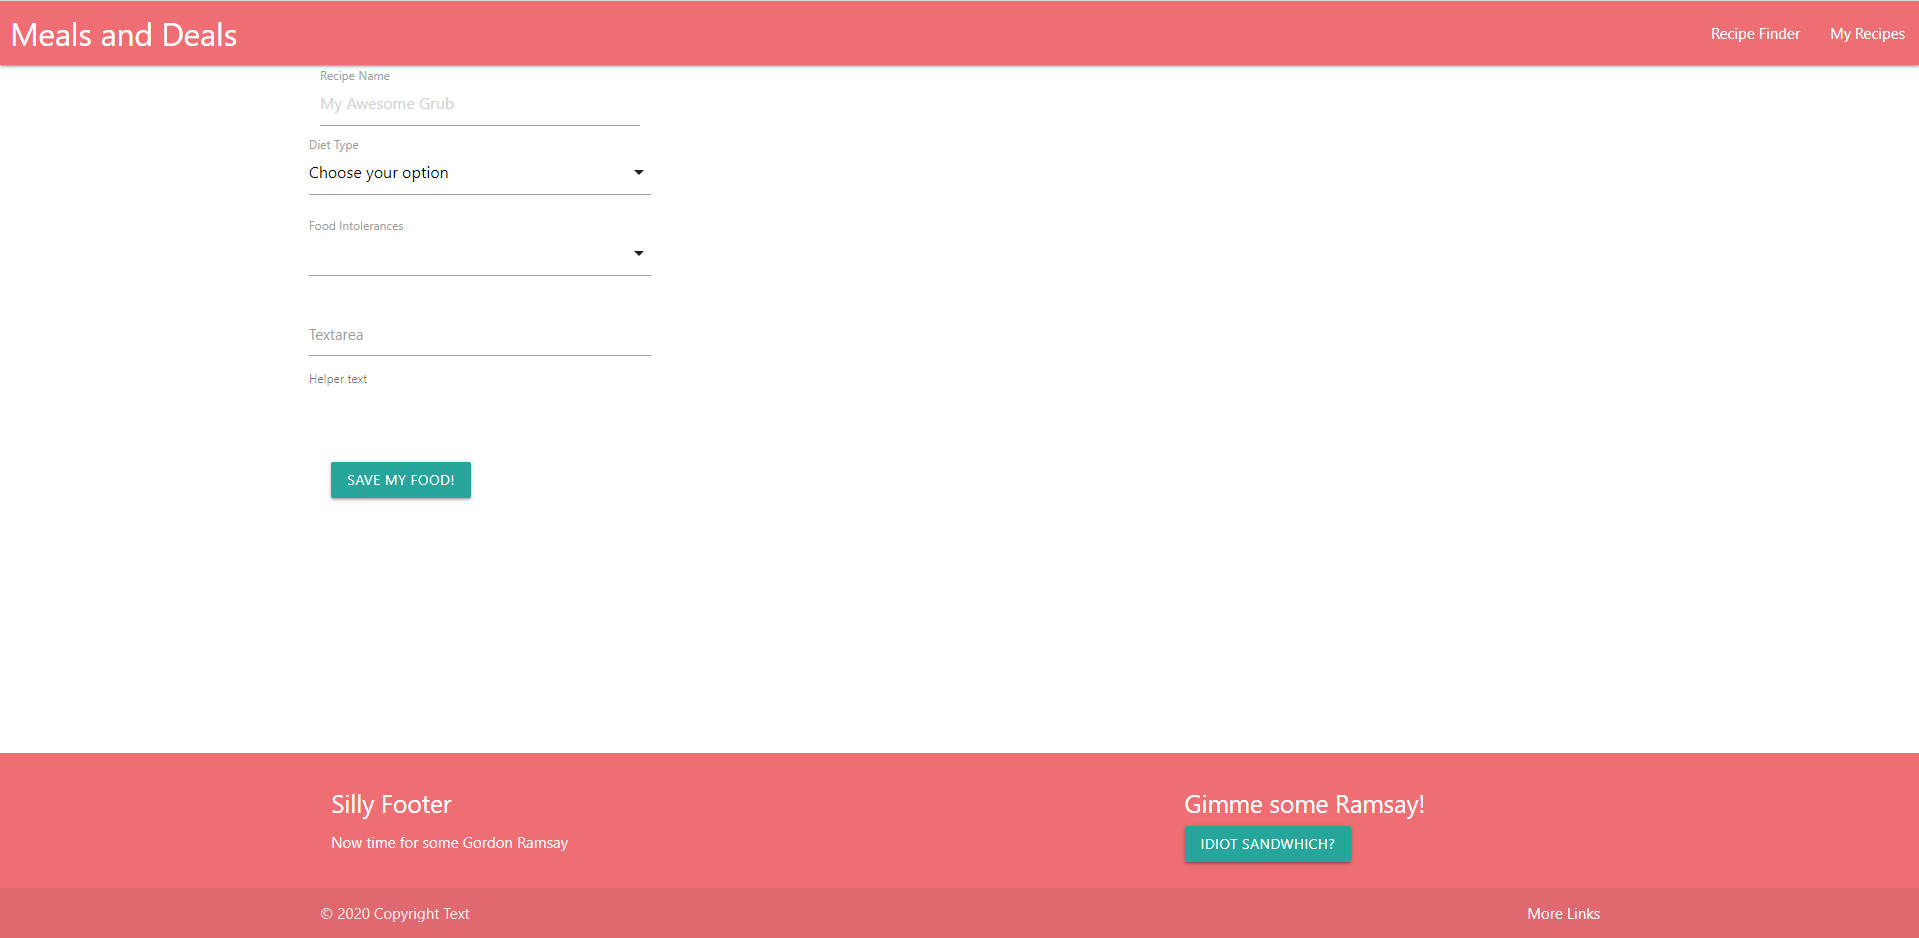 Meals and Deals
Recipe Finder
My Recipes
Recipe Name
My Awesome Grub
Diet Type
Choose your option
Food Intolerances
Textarea
Helper text
SAVE MY FOOD!
Silly Footer
Now time for some Gordon Ramsay
Gimme some Ramsay!
IDIOT SANDWHICH?
© 2020 Copyright Text
More Links